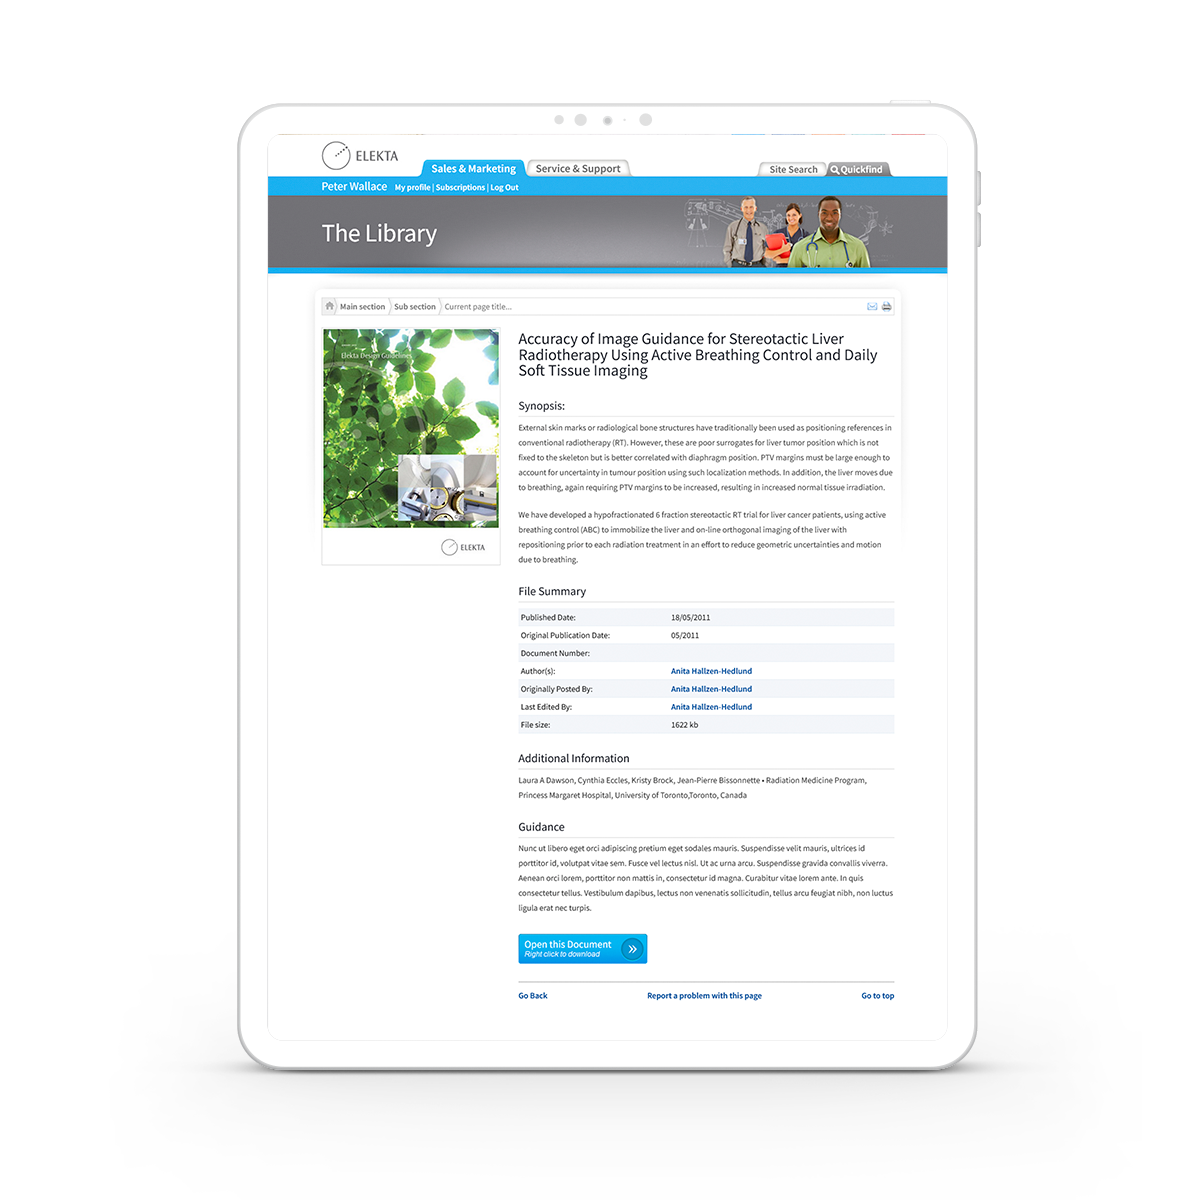 ELEKTA
Sales & Marketing
Service & Support
Site Search
Quickfind
Peter Wallace My profile | Subscriptions | Log Out
The Library
Main section
Sub section
Current page title...
Elekta Design Guidelines
ELEKTA
Accuracy of Image Guidance for Stereotactic Liver
Radiotherapy Using Active Breathing Control and Daily
Soft Tissue Imaging
Synopsis:
External skin marks or radiological bone structures have traditionally been used as positioning references in
conventional radiotherapy (RT). However, these are poor surrogates for liver tumor position which is not
fixed to the skeleton but is better correlated with diaphragm position. PTV margins must be large enough to
account for uncertainty in tumour position using such localization methods. In addition, the liver moves due
to breathing, again requiring PTV margins to be increased, resulting in increased normal tissue irradiation.
We have developed a hypofractionated 6 fraction stereotactic RT trial for liver cancer patients, using active
breathing control (ABC) to immobilize the liver and on-line orthogonal imaging of the liver with
repositioning prior to each radiation treatment in an effort to reduce geometric uncertainties and motion
due to breathing.
File Summary
Published Date: 18/05/2011
Original Publication Date: 05/2011
Document Number:
Author(s): Anita Hallzen-Hedlund
Originally Posted By: Anita Hallzen-Hedlund
Last Edited By: Anita Hallzen-Hedlund
File size: 1622 kb
Additional Information
Laura A Dawson, Cynthia Eccles, Kristy Brock, Jean-Pierre Bissonnette • Radiation Medicine Program,
Princess Margaret Hospital, University of Toronto,Toronto, Canada
Guidance
Nunc ut libero eget orci adipiscing pretium eget sodales mauris. Suspendisse velit mauris, ultrices id
porttitor id, volutpat vitae sem. Fusce vel lectus nisl. Ut ac urna arcu. Suspendisse gravida convallis viverra.
Aenean orci lorem, porttitor non mattis in, consectetur id magna. Curabitur vitae lorem ante. In quis
consectetur tellus. Vestibulum dapibus, lectus non venenatis sollicitudin, tellus arcu feugiat nibh, non luctus
ligula erat nec turpis.
Open this Document
Right click to download
Go Back
Report a problem with this page
Go to top